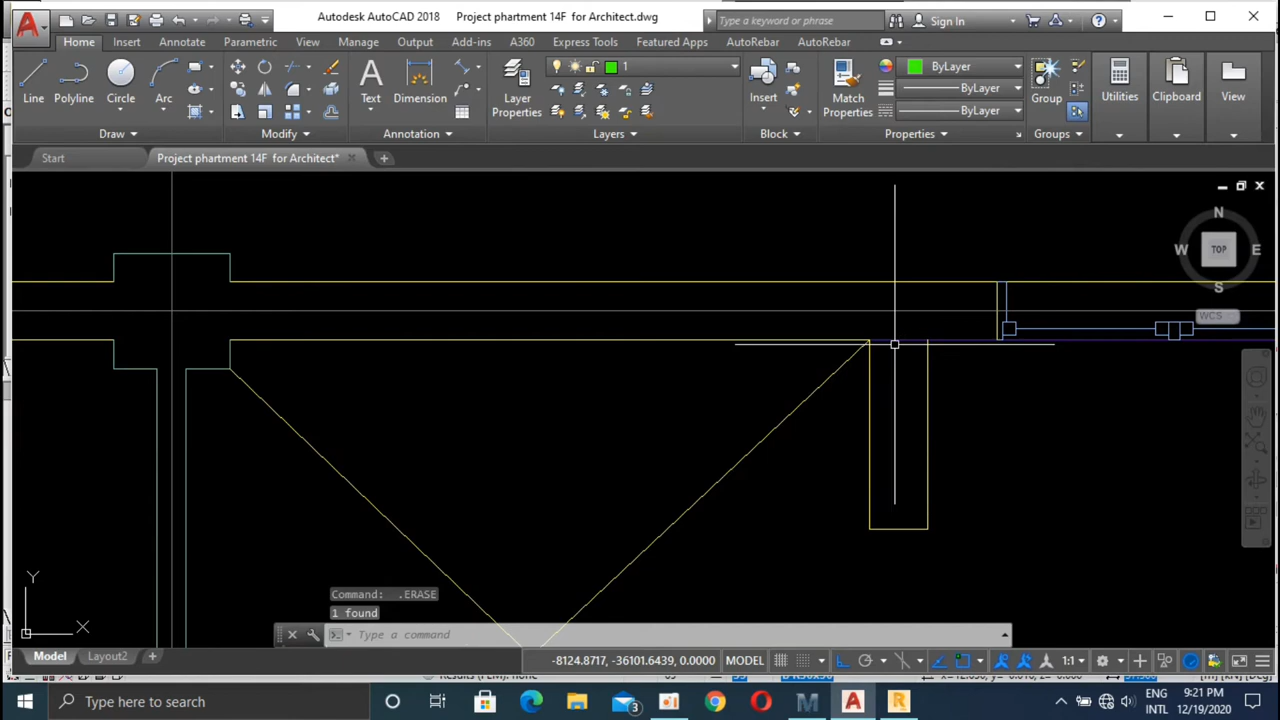 Autodesk AutoCAD 2018 Project phartment 14F for Architect.dwg
Type a keyword or phrase
Sign In
Home Insert Annotate Parametric View Manage Output Add-ins A360 Express Tools Featured Apps AutoRebar AutoRebar
Line Polyline Circle Arc
Text Dimension
Layer Properties
1
Insert
Match Properties
ByLayer
ByLayer
ByLayer
Group
Utilities
Clipboard
View
Draw Modify Annotation Layers Block Properties Groups
Start Project phartment 14F for Architect*
N
W TOP E
S
WCS
Y
X
Command: .ERASE
1 found
Type a command
Model Layout2
-8124.8717, -36101.6439, 0.0000 MODEL 1:1
Type here to search
3
ENG
INTL
9:21 PM
12/19/2020